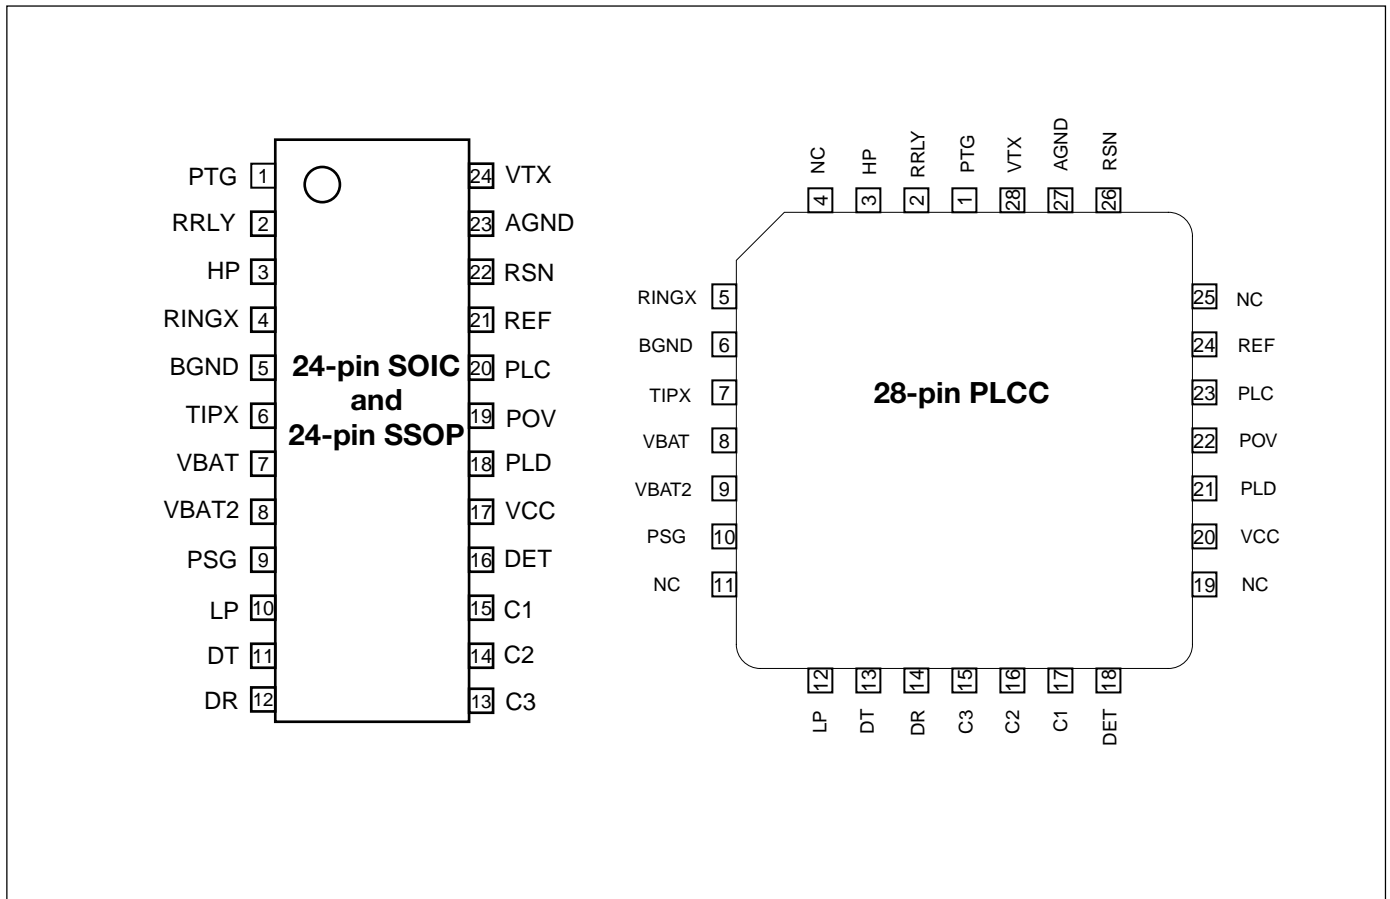 PTG 1
RRLY 2
HP 3
RINGX 4
BGND 5
TIPX 6
VBAT 7
VBAT2 8
PSG 9
LP 10
DT 11
DR 12
24-pin SOIC
and
24-pin SSOP
24 VTX
23 AGND
22 RSN
21 REF
20 PLC
19 POV
18 PLD
17 VCC
16 DET
15 C1
14 C2
13 C3
NC 4
HP 3
RRLY 2
PTG 1
VTX 28
AGND 27
RSN 26
RINGX 5
BGND 6
TIPX 7
VBAT 8
VBAT2 9
PSG 10
NC 11
28-pin PLCC
25 NC
24 REF
23 PLC
22 POV
21 PLD
20 VCC
19 NC
12 LP
13 DT
14 DR
15 C3
16 C2
17 C1
18 DET